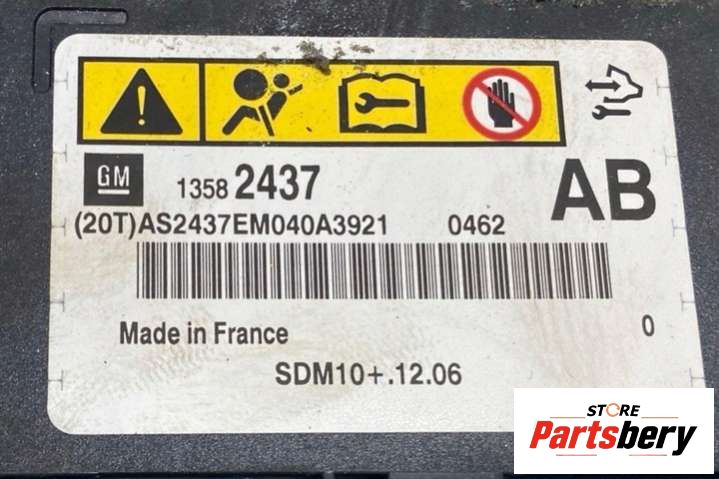 GM 1358 2437 AB
(20T)AS2437EM040A3921 0462
Made in France 0
SDM10+.12.06
STORE
Partsbery